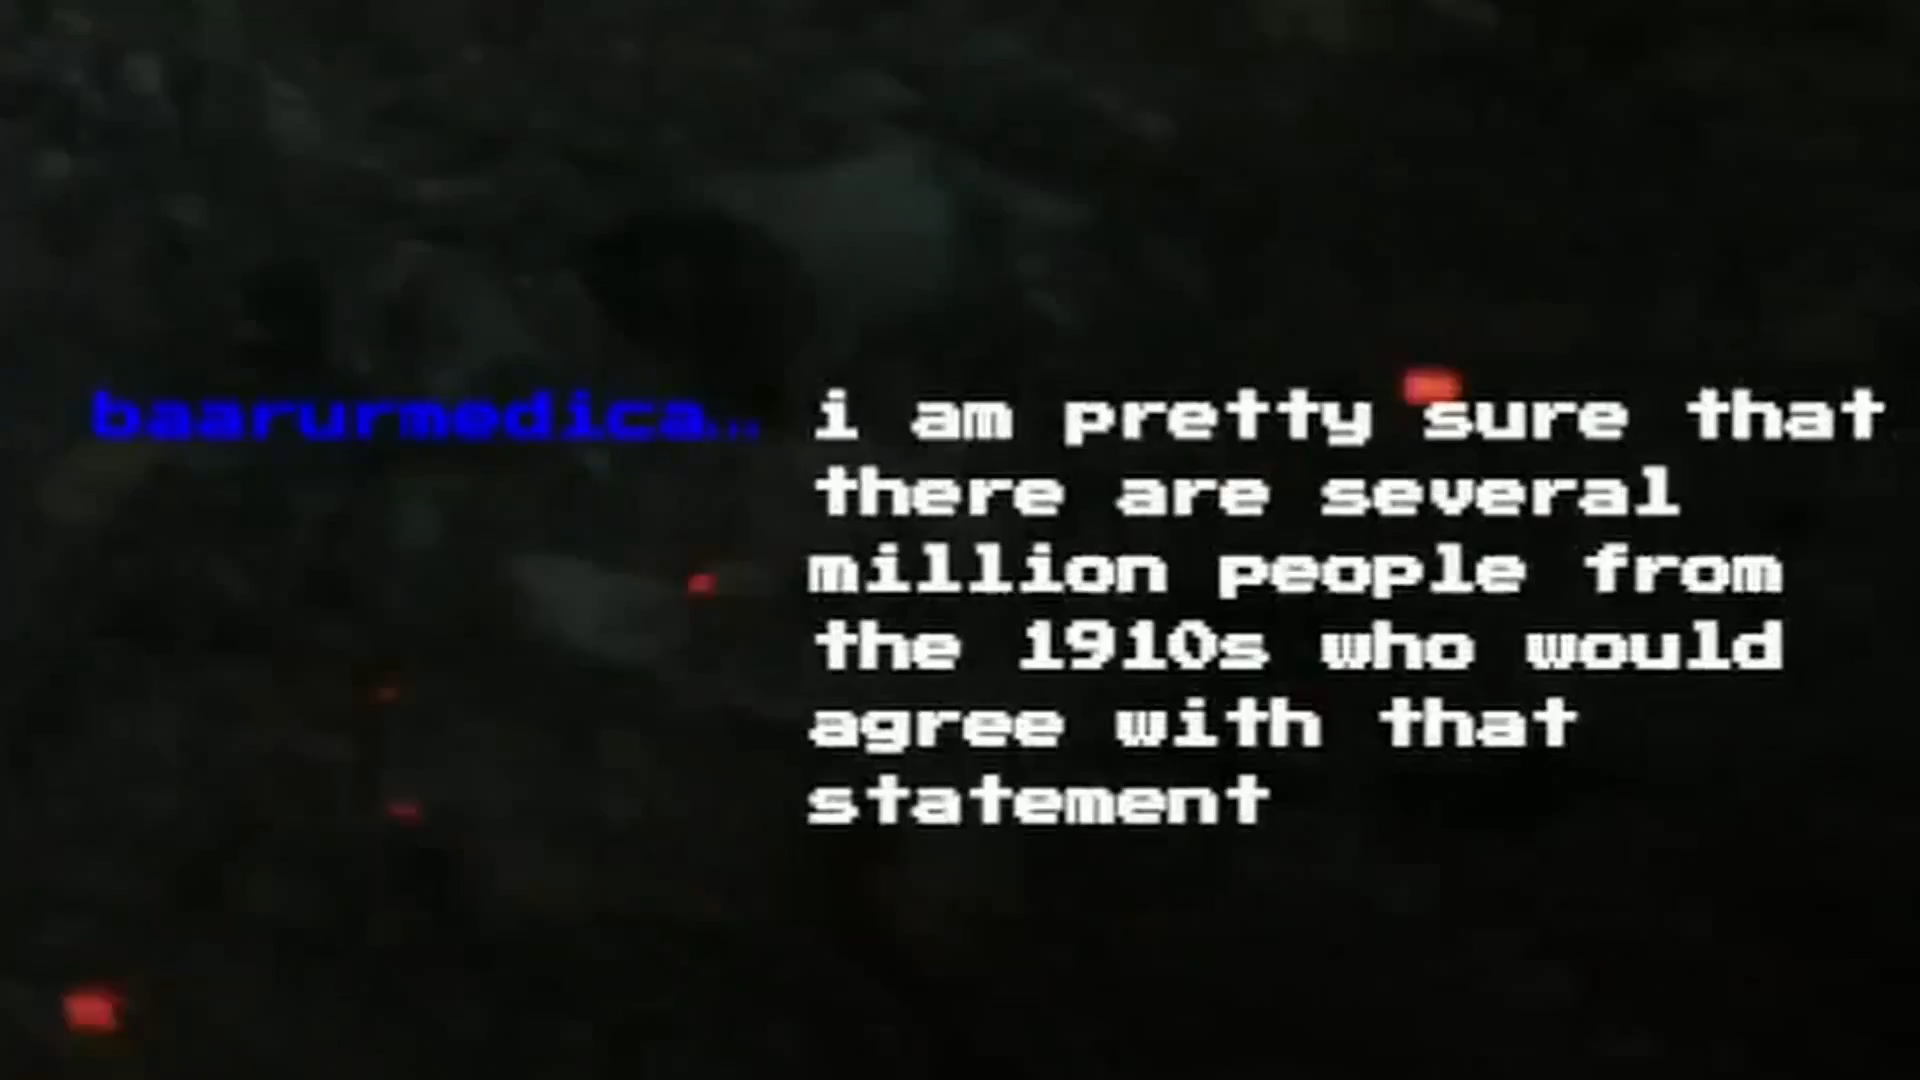 baarurmedica… i am pretty sure that
there are several
million people from
the 1910s who would
agree with that
statement